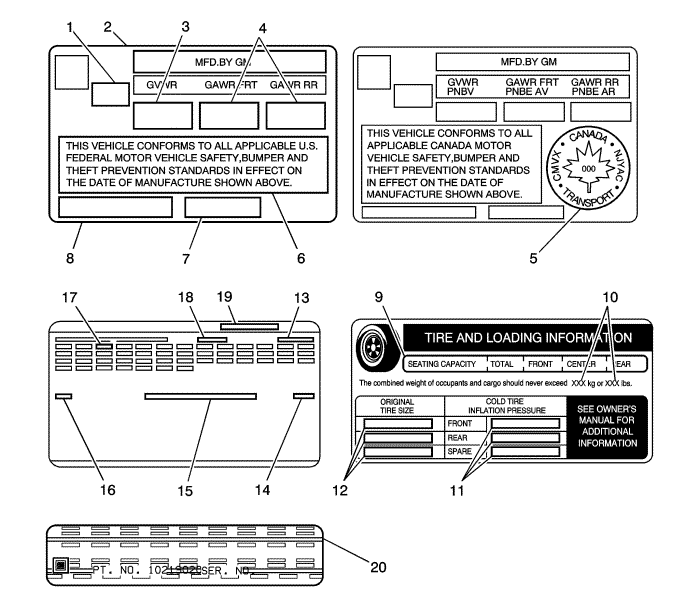 1 2 3 4
MFD.BY GM
GVWR GAWR FRT GAWR RR
THIS VEHICLE CONFORMS TO ALL APPLICABLE U.S.
FEDERAL MOTOR VEHICLE SAFETY,BUMPER AND
THEFT PREVENTION STANDARDS IN EFFECT ON
THE DATE OF MANUFACTURE SHOWN ABOVE.
8 7 6
MFD.BY GM
GVWR GAWR FRT GAWR RR
PNBV PNBE AV PNBE AR
THIS VEHICLE CONFORMS TO ALL
APPLICABLE CANADA MOTOR
VEHICLE SAFETY,BUMPER AND
THEFT PREVENTION STANDARDS
IN EFFECT ON THE DATE OF
MANUFACTURE SHOWN ABOVE.
CANADA
CMVX NJYAC
000
TRANSPORT
5
17 18 19 13
16 15 14
9 10
TIRE AND LOADING INFORMATION
SEATING CAPACITY TOTAL FRONT CENTER REAR
The combined weight of occupants and cargo should never exceed XXX kg or XXX lbs.
ORIGINAL
TIRE SIZE
COLD TIRE
INFLATION PRESSURE
FRONT
REAR
SPARE
SEE OWNER'S
MANUAL FOR
ADDITIONAL
INFORMATION
12 11
PT. NO. SER. NO.
20